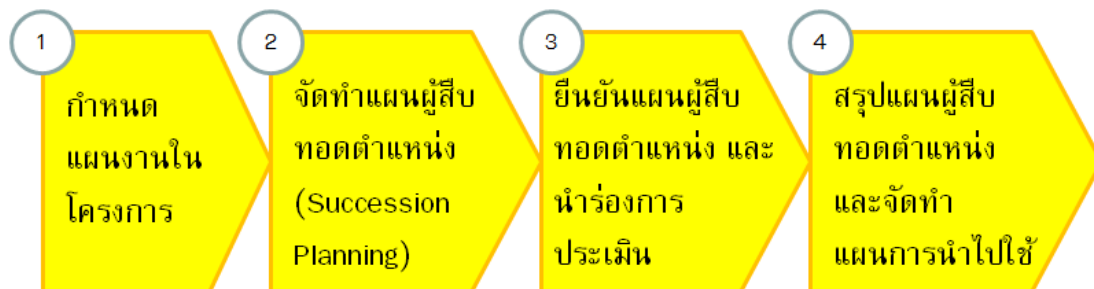 1
กำหนด
แผนงานใน
โครงการ
2
จัดทำแผนผู้สืบ
ทอดตำแหน่ง
(Succession
Planning)
3
ยืนยันแผนผู้สืบ
ทอดตำแหน่ง และ
นำร่องการ
ประเมิน
4
สรุปแผนผู้สืบ
ทอดตำแหน่ง
และจัดทำ
แผนการนำไปใช้